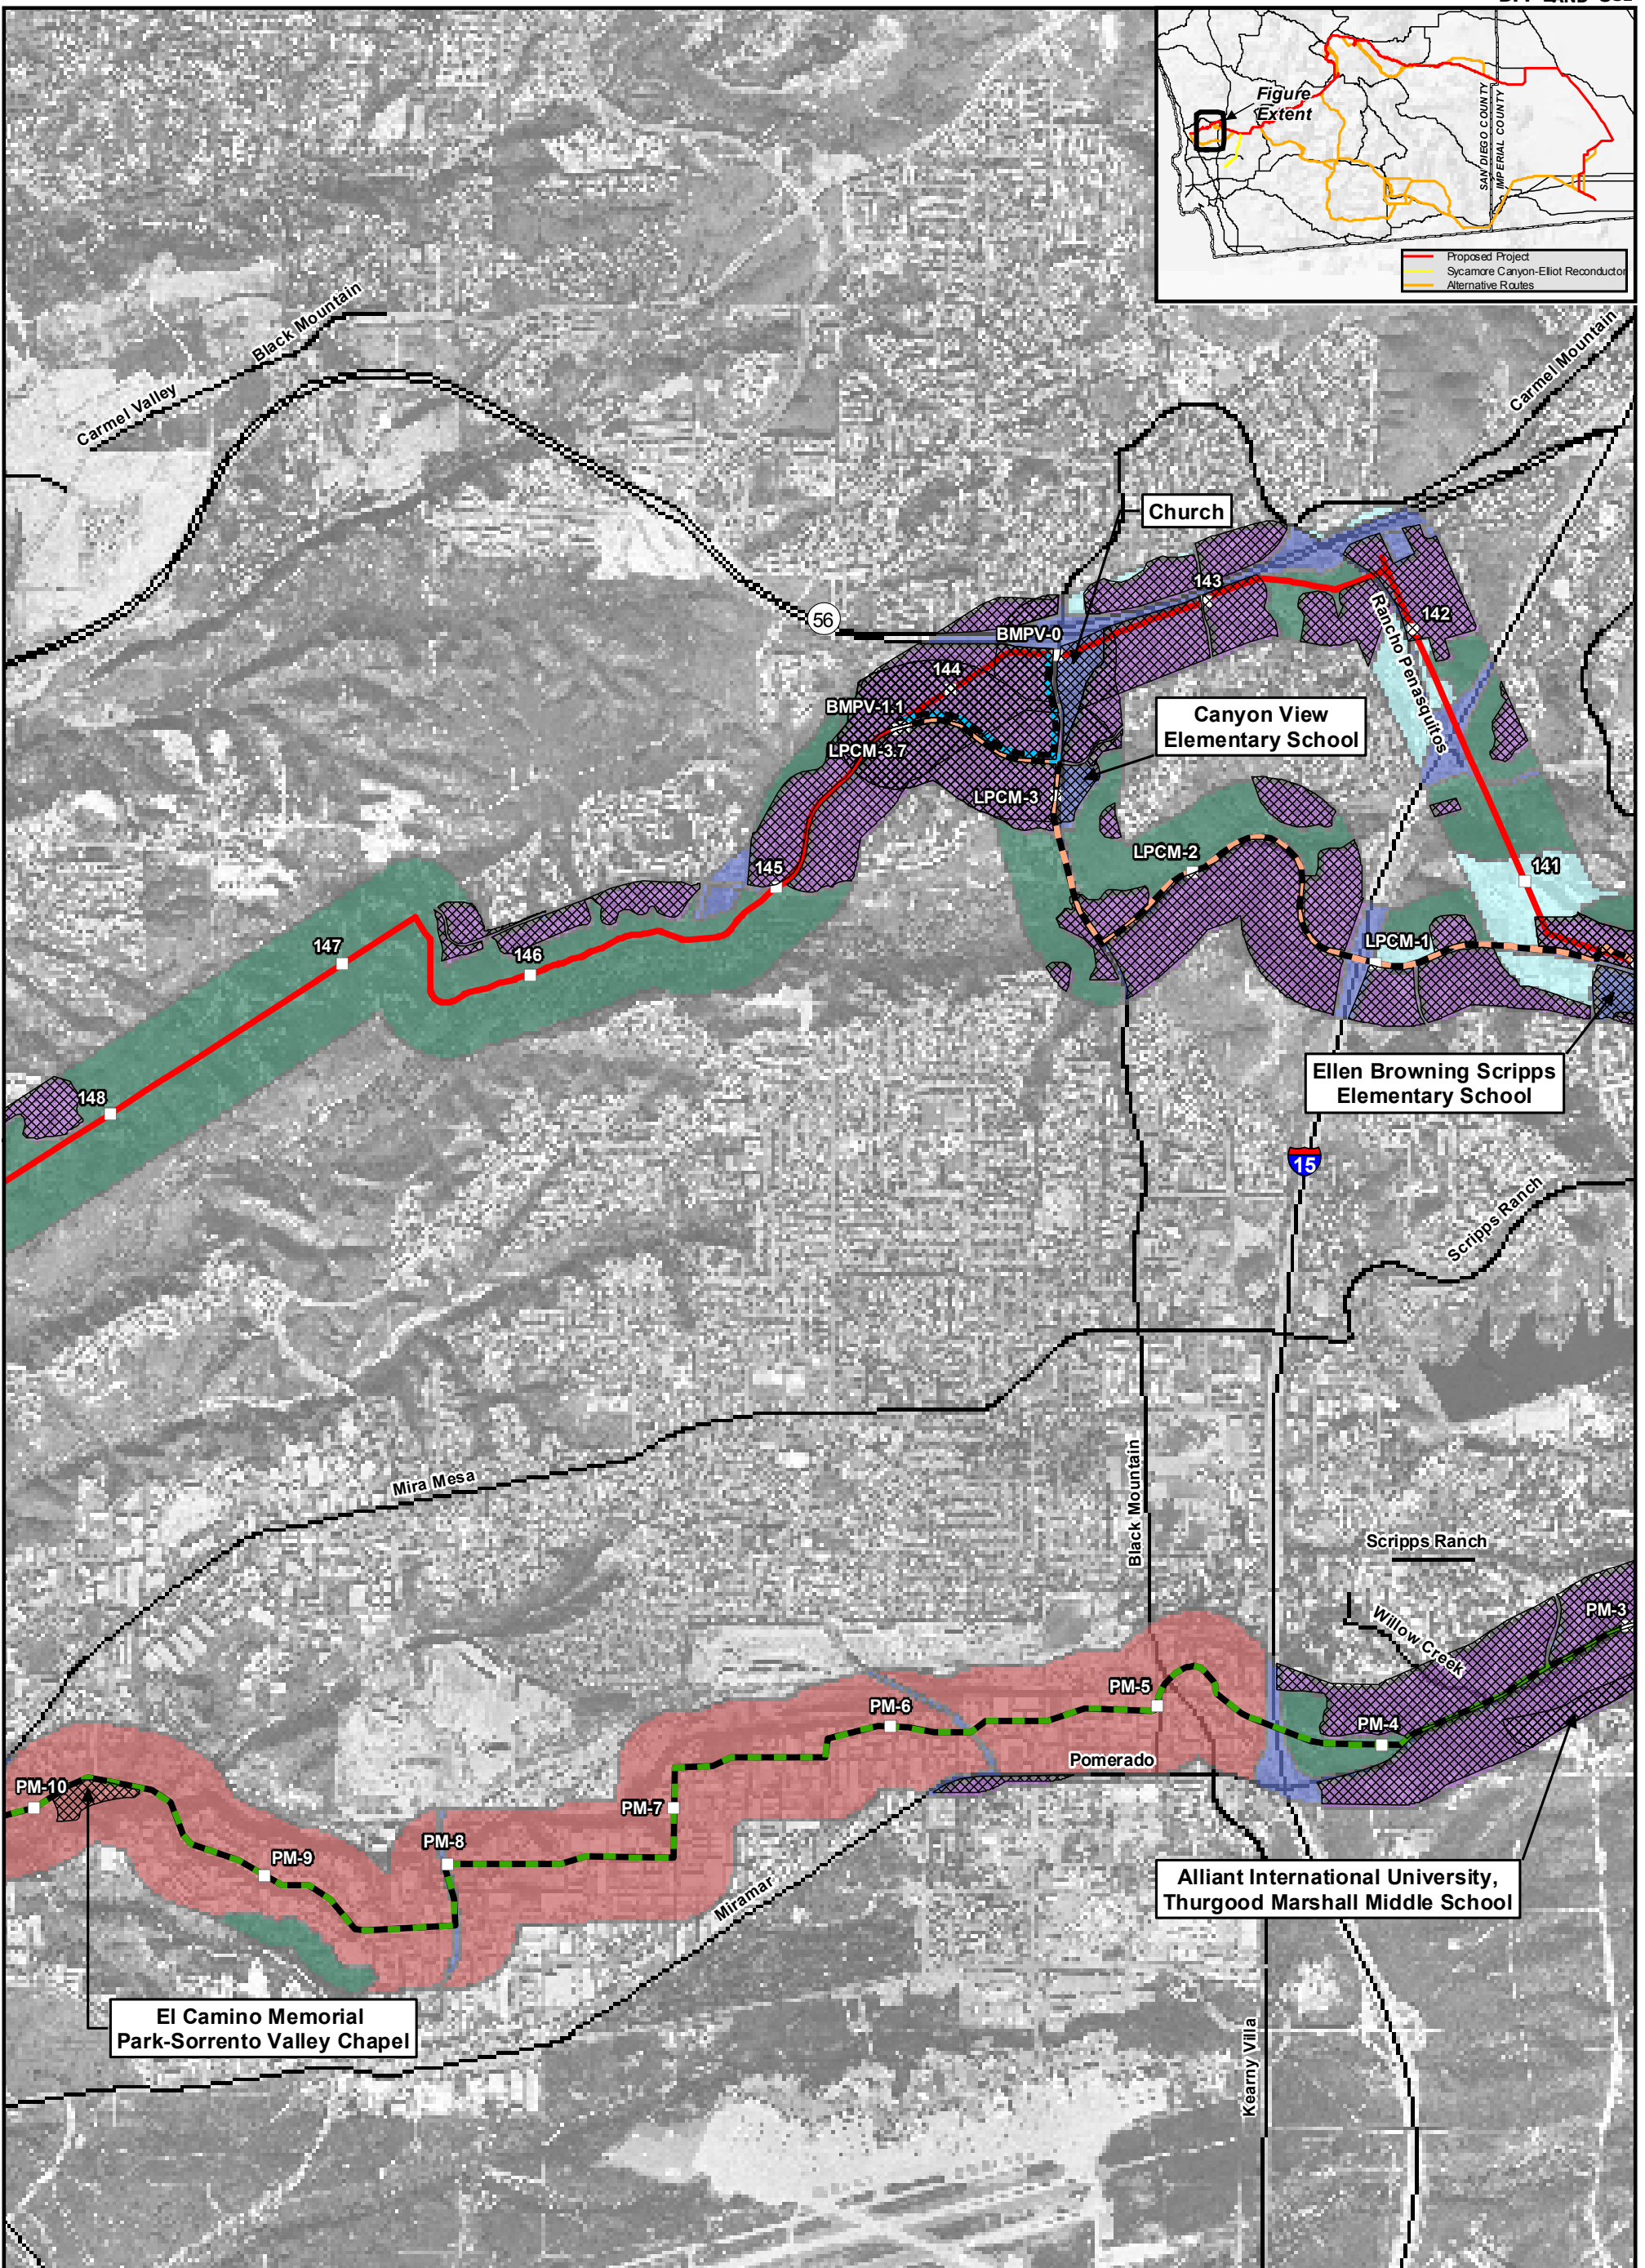 Figure
Extent
SAN DIEGO COUNTY
IMPERIAL COUNTY
Proposed Project
Sycamore Canyon-Elliot Reconductor
Alternative Routes
Black Mountain
Carmel Valley
Carmel Mountain
Church
143
142
56
BMPV-0
144
Rancho Penasquitos
BMPV-1.1
Canyon View
Elementary School
LPCM-3.7
LPCM-3
LPCM-2
145
141
147
146
LPCM-1
148
Ellen Browning Scripps
Elementary School
15
Scripps Ranch
Mira Mesa
Black Mountain
Scripps Ranch
Willow Creek
PM-3
PM-5
PM-6
PM-4
Pomerado
PM-10
PM-7
PM-8
PM-9
Miramar
Alliant International University,
Thurgood Marshall Middle School
El Camino Memorial
Park-Sorrento Valley Chapel
Kearny Villa